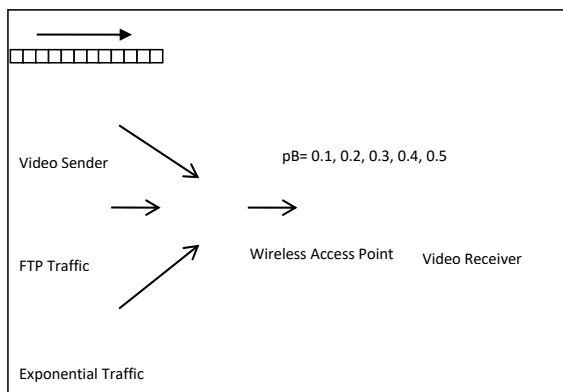 Video Sender
pB= 0.1, 0.2, 0.3, 0.4, 0.5
FTP Traffic
Wireless Access Point
Video Receiver
Exponential Traffic